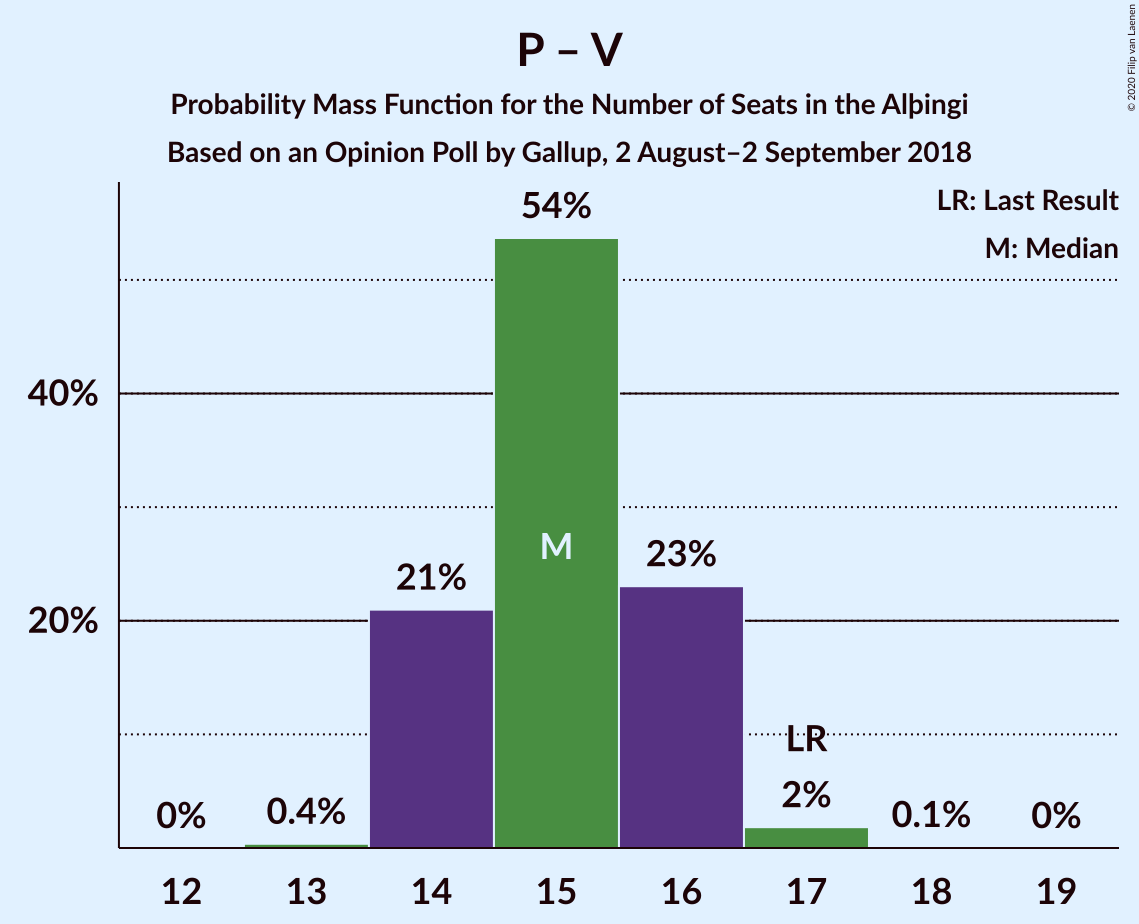 P – V
Probability Mass Function for the Number of Seats in the Alþingi
Based on an Opinion Poll by Gallup, 2 August–2 September 2018
© 2020 Filip van Laenen
LR: Last Result
M: Median
54%
40%
M
23%
21%
20%
LR
2%
0%
0.4%
0.1%
0%
12 13 14 15 16 17 18 19